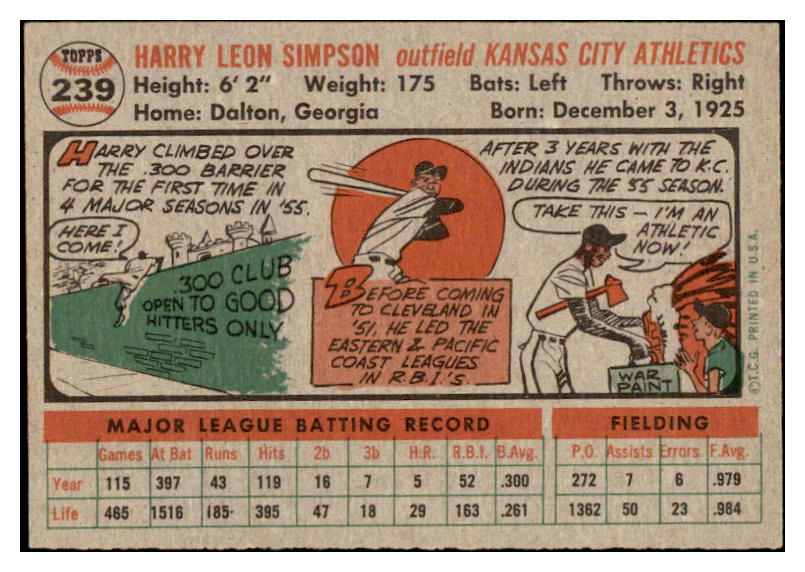 TOPPS
239
HARRY LEON SIMPSON outfield KANSAS CITY ATHLETICS
Height: 6' 2" Weight: 175 Bats: Left Throws: Right
Home: Dalton, Georgia Born: December 3, 1925
HARRY CLIMBED OVER
THE .300 BARRIER
FOR THE FIRST TIME IN
4 MAJOR SEASONS IN '55.
HERE I
COME!
.300 CLUB
OPEN TO GOOD
HITTERS ONLY
BEFORE COMING
TO CLEVELAND IN
'51, HE LED THE
EASTERN & PACIFIC
COAST LEAGUES
IN R.B.I.'s.
AFTER 3 YEARS WITH THE
INDIANS HE CAME TO K.C.
DURING THE '55 SEASON.
TAKE THIS — I'M AN
ATHLETIC
NOW!
WAR
PAINT
©T.C.G. PRINTED IN U.S.A.
MAJOR LEAGUE BATTING RECORD FIELDING
Games At Bat Runs Hits 2b 3b H.R. R.B.I. B.Avg. P.O. Assists Errors F.Avg.
Year 115 397 43 119 16 7 5 52 .300 272 7 6 .979
Life 465 1516 185 395 47 18 29 163 .261 1362 50 23 .984